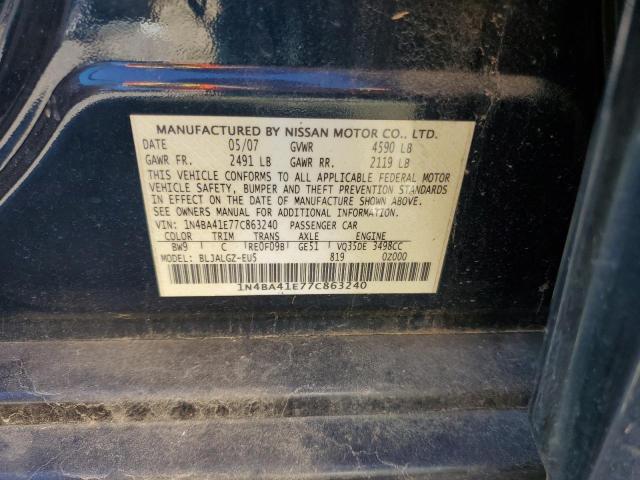 MANUFACTURED BY NISSAN MOTOR CO., LTD.
DATE 05/07 GVWR 4590 LB
GAWR FR. 2491 LB GAWR RR. 2119 LB
THIS VEHICLE CONFORMS TO ALL APPLICABLE FEDERAL MOTOR
VEHICLE SAFETY, BUMPER AND THEFT PREVENTION STANDARDS
IN EFFECT ON THE DATE OF MANUFACTURE SHOWN ABOVE.
SEE OWNERS MANUAL FOR ADDITIONAL INFORMATION.
VIN: 1N4BA41E77C863240 PASSENGER CAR
COLOR TRIM TRANS AXLE ENGINE
BW9 C RE0F09B GE51 VQ35DE 3498CC
MODEL: BLJALGZ-EU5 819 0Z000
1N4BA41E77C863240